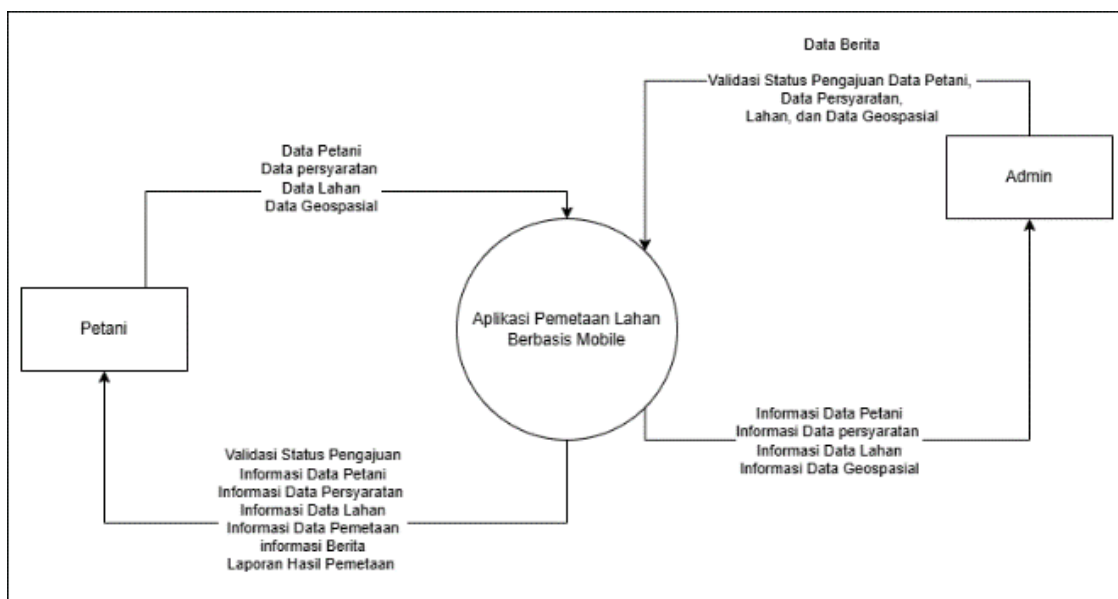 Data Berita
Validasi Status Pengajuan Data Petani,
Data Persyaratan,
Lahan, dan Data Geospasial
Admin
Data Petani
Data persyaratan
Data Lahan
Data Geospasial
Petani
Aplikasi Pemetaan Lahan
Berbasis Mobile
Informasi Data Petani
Informasi Data persyaratan
Informasi Data Lahan
Informasi Data Geospasial
Validasi Status Pengajuan
Informasi Data Petani
Informasi Data Persyaratan
Informasi Data Lahan
Informasi Data Pemetaan
informasi Berita
Laporan Hasil Pemetaan